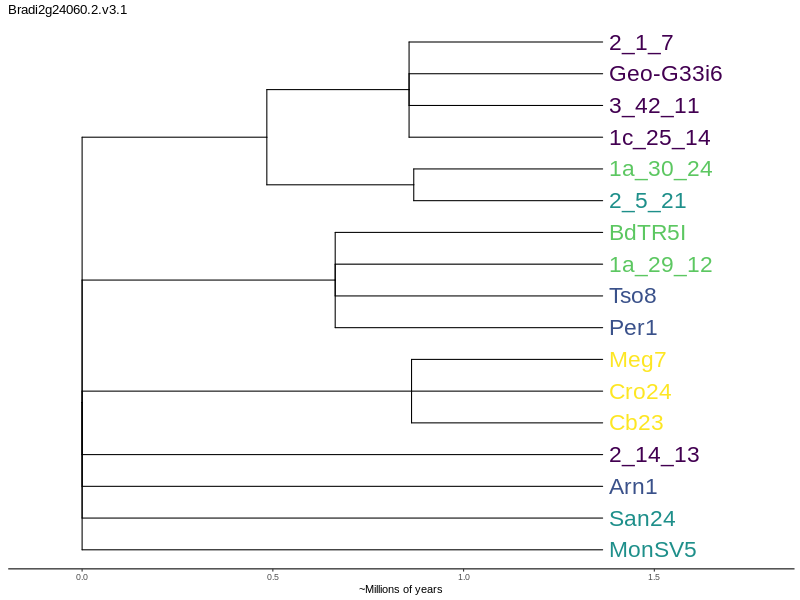 Bradi2g24060.2.v3.1
2_1_7
Geo-G33i6
3_42_11
1c_25_14
1a_30_24
2_5_21
BdTR5I
1a_29_12
Tso8
Per1
Meg7
Cro24
Cb23
2_14_13
Arn1
San24
MonSV5
0.0 0.5 1.0 1.5
~Millions of years